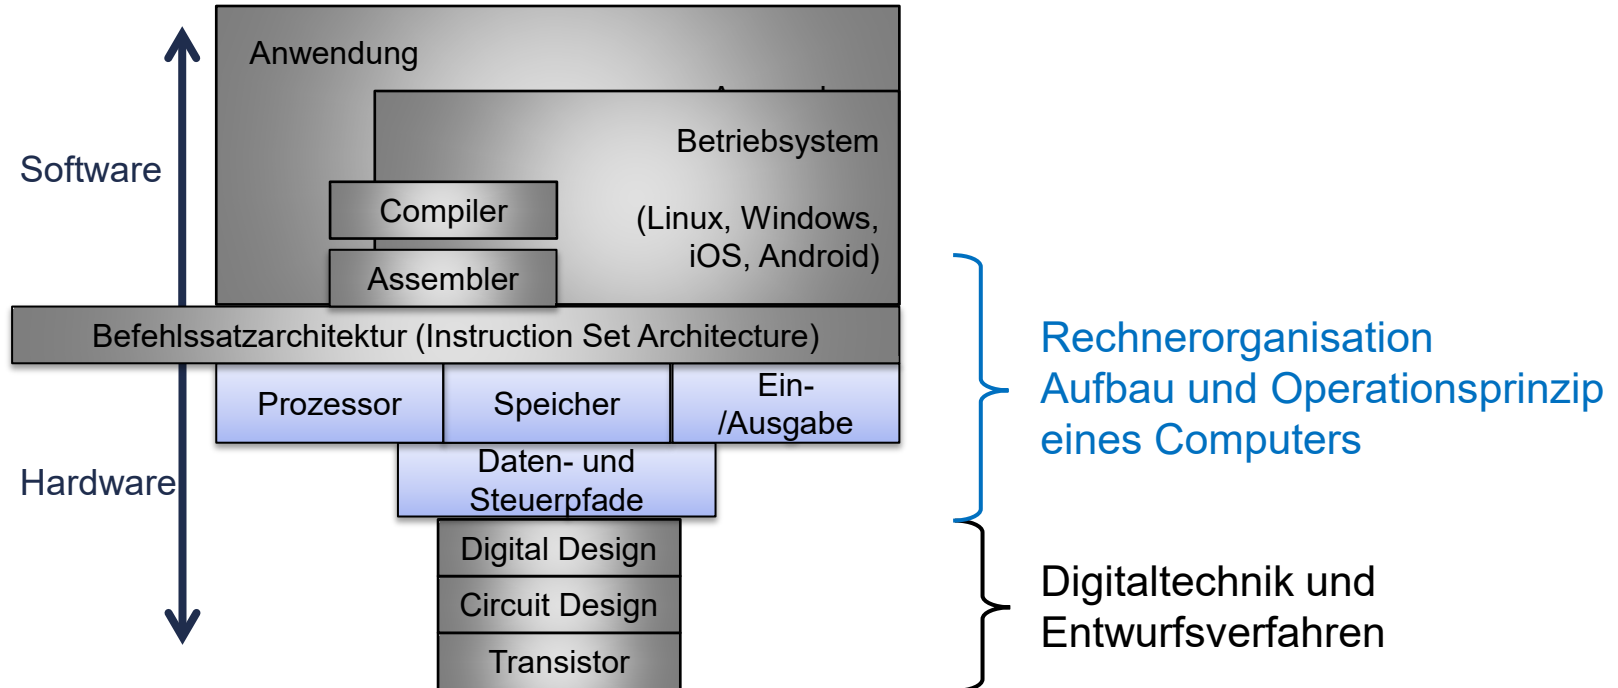 Anwendung
Betriebsystem
Software
(Linux, Windows,
iOS, Android)
Compiler
Assembler
Befehlssatzarchitektur (Instruction Set Architecture)
Prozessor
Speicher
Ein-
/Ausgabe
Daten- und
Steuerpfade
Hardware
Digital Design
Circuit Design
Transistor
Rechnerorganisation
Aufbau und Operationsprinzip
eines Computers
Digitaltechnik und
Entwurfsverfahren